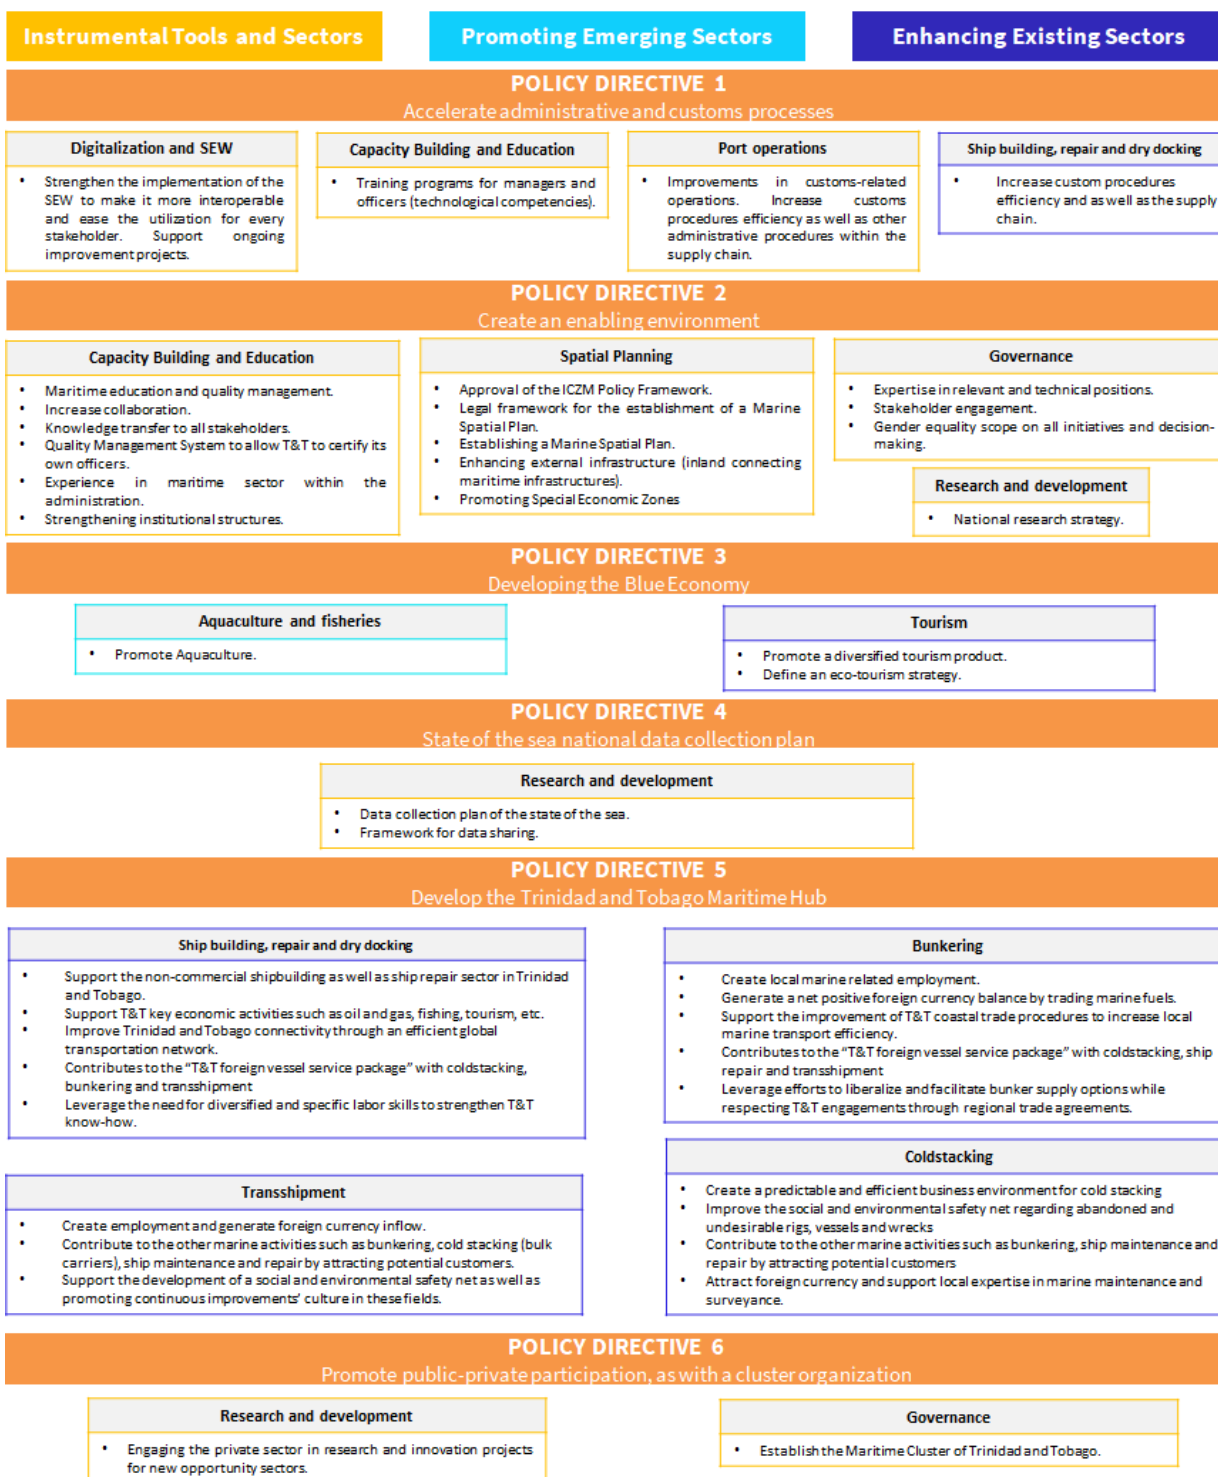 Instrumental Tools and Sectors
Promoting Emerging Sectors
Enhancing Existing Sectors
POLICY DIRECTIVE 1
Accelerate administrative and customs processes
Digitalization and SEW
• Strengthen the implementation of the
SEW to make it more interoperable
and ease the utilization for every
stakeholder. Support ongoing
improvement projects.
Capacity Building and Education
• Training programs for managers and
officers (technological competencies).
Port operations
• Improvements in customs-related
operations. Increase customs
procedures efficiency as well as other
administrative procedures within the
supply chain.
Ship building, repair and dry docking
• Increase custom procedures
efficiency and as well as the supply
chain.
POLICY DIRECTIVE 2
Create an enabling environment
Capacity Building and Education
• Maritime education and quality management.
• Increase collaboration.
• Knowledge transfer to all stakeholders.
• Quality Management System to allow T&T to certify its
own officers.
• Experience in maritime sector within the
administration.
• Strengthening institutional structures.
Spatial Planning
• Approval of the ICZM Policy Framework.
• Legal framework for the establishment of a Marine
Spatial Plan.
• Establishing a Marine Spatial Plan.
• Enhancing external infrastructure (inland connecting
maritime infrastructures).
• Promoting Special Economic Zones
Governance
• Expertise in relevant and technical positions.
• Stakeholder engagement.
• Gender equality scope on all initiatives and decision-
making.
Research and development
• National research strategy.
POLICY DIRECTIVE 3
Developing the Blue Economy
Aquaculture and fisheries
• Promote Aquaculture.
Tourism
• Promote a diversified tourism product.
• Define an eco-tourism strategy.
POLICY DIRECTIVE 4
State of the sea national data collection plan
Research and development
• Data collection plan of the state of the sea.
• Framework for data sharing.
POLICY DIRECTIVE 5
Develop the Trinidad and Tobago Maritime Hub
Ship building, repair and dry docking
• Support the non-commercial shipbuilding as well as ship repair sector in Trinidad
and Tobago.
• Support T&T key economic activities such as oil and gas, fishing, tourism, etc.
• Improve Trinidad and Tobago connectivity through an efficient global
transportation network.
• Contributes to the “T&T foreign vessel service package” with coldstacking,
bunkering and transshipment
• Leverage the need for diversified and specific labor skills to strengthen T&T
know-how.
Bunkering
• Create local marine related employment.
• Generate a net positive foreign currency balance by trading marine fuels.
• Support the improvement of T&T coastal trade procedures to increase local
marine transport efficiency.
• Contributes to the “T&T foreign vessel service package” with coldstacking, ship
repair and transshipment
• Leverage efforts to liberalize and facilitate bunker supply options while
respecting T&T engagements through regional trade agreements.
Transshipment
• Create employment and generate foreign currency inflow.
• Contribute to the other marine activities such as bunkering, cold stacking (bulk
carriers), ship maintenance and repair by attracting potential customers.
• Support the development of a social and environmental safety net as well as
promoting continuous improvements’ culture in these fields.
Coldstacking
• Create a predictable and efficient business environment for cold stacking
• Improve the social and environmental safety net regarding abandoned and
undesirable rigs, vessels and wrecks
• Contribute to the other marine activities such as bunkering, ship maintenance and
repair by attracting potential customers
• Attract foreign currency and support local expertise in marine maintenance and
surveyance.
POLICY DIRECTIVE 6
Promote public-private participation, as with a cluster organization
Research and development
• Engaging the private sector in research and innovation projects
for new opportunity sectors.
Governance
• Establish the Maritime Cluster of Trinidad and Tobago.